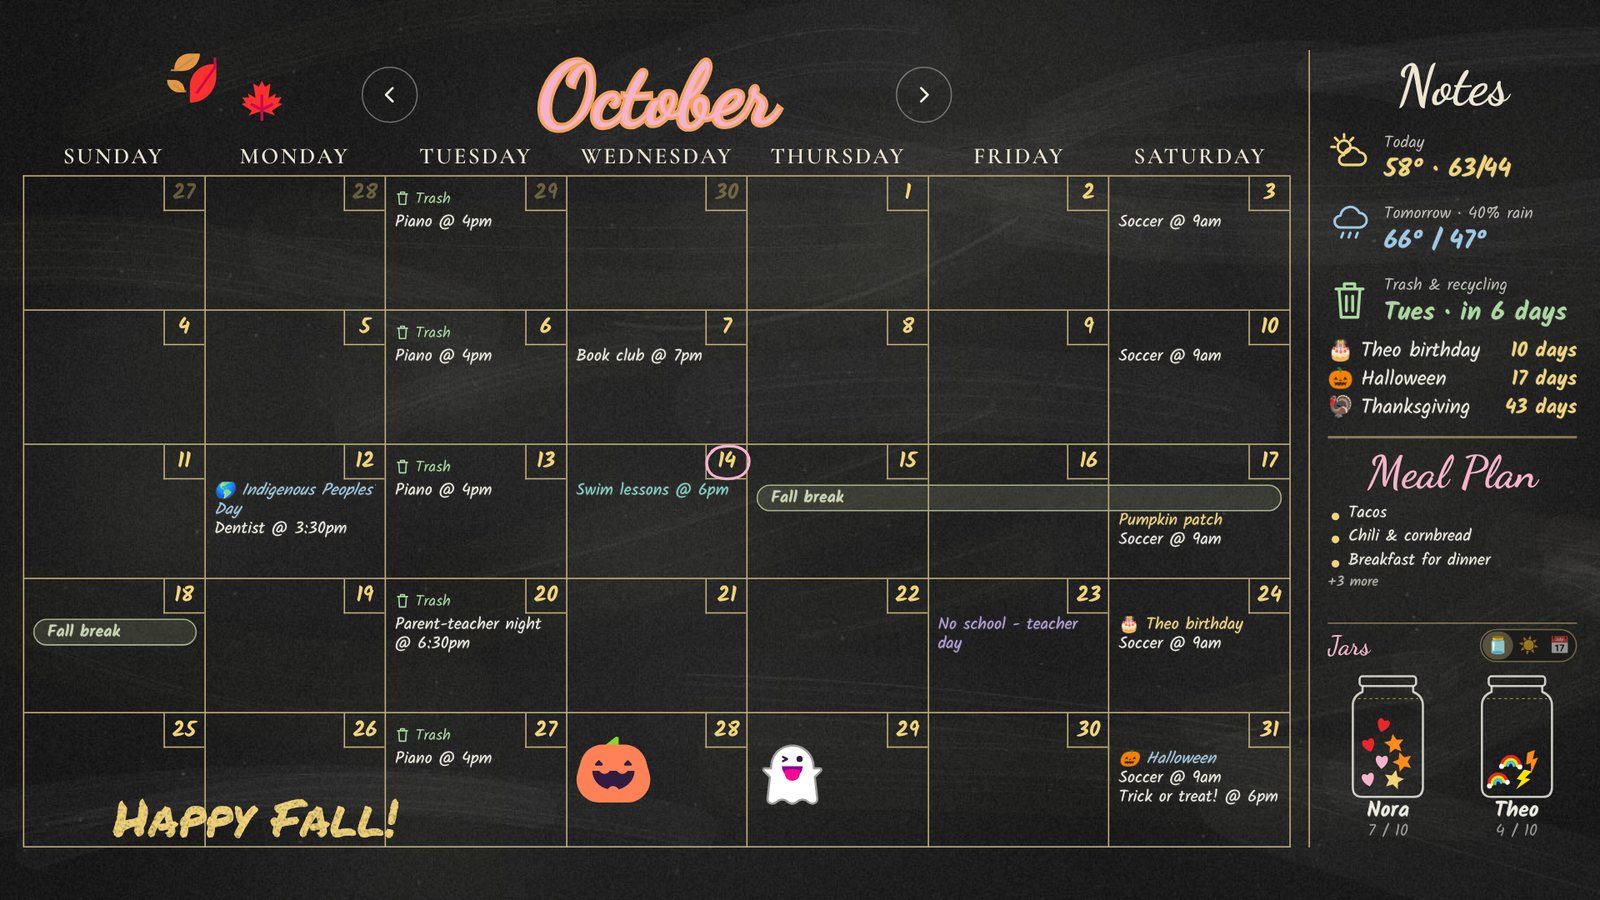 October
SUNDAY MONDAY TUESDAY WEDNESDAY THURSDAY FRIDAY SATURDAY
27 28 29 30 1 2 3
Trash
Piano @ 4pm
Soccer @ 9am
4 5 6 7 8 9 10
Trash
Piano @ 4pm
Book club @ 7pm
Soccer @ 9am
11 12 13 14 15 16 17
Indigenous Peoples'
Day
Dentist @ 3:30pm
Trash
Piano @ 4pm
Swim lessons @ 6pm
Fall break
Pumpkin patch
Soccer @ 9am
18 19 20 21 22 23 24
Fall break
Trash
Parent-teacher night
@ 6:30pm
No school - teacher
day
Theo birthday
Soccer @ 9am
25 26 27 28 29 30 31
Trash
Piano @ 4pm
Halloween
Soccer @ 9am
Trick or treat! @ 6pm
HAPPY FALL!
Notes
Today
58° · 63/44
Tomorrow · 40% rain
66° / 47°
Trash & recycling
Tues · in 6 days
Theo birthday 10 days
Halloween 17 days
Thanksgiving 43 days
Meal Plan
Tacos
Chili & cornbread
Breakfast for dinner
+3 more
Jars
17
Nora
7 / 10
Theo
4 / 10